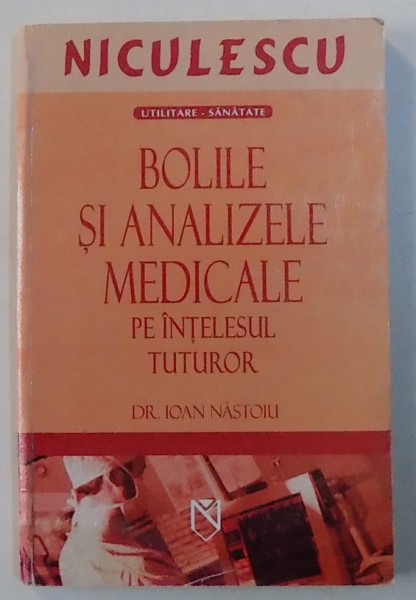 NICULESCU
UTILITARE - SĂNĂTATE
BOLILE
ȘI ANALIZELE
MEDICALE
PE ÎNȚELESUL
TUTUROR
DR. IOAN NĂSTOIU